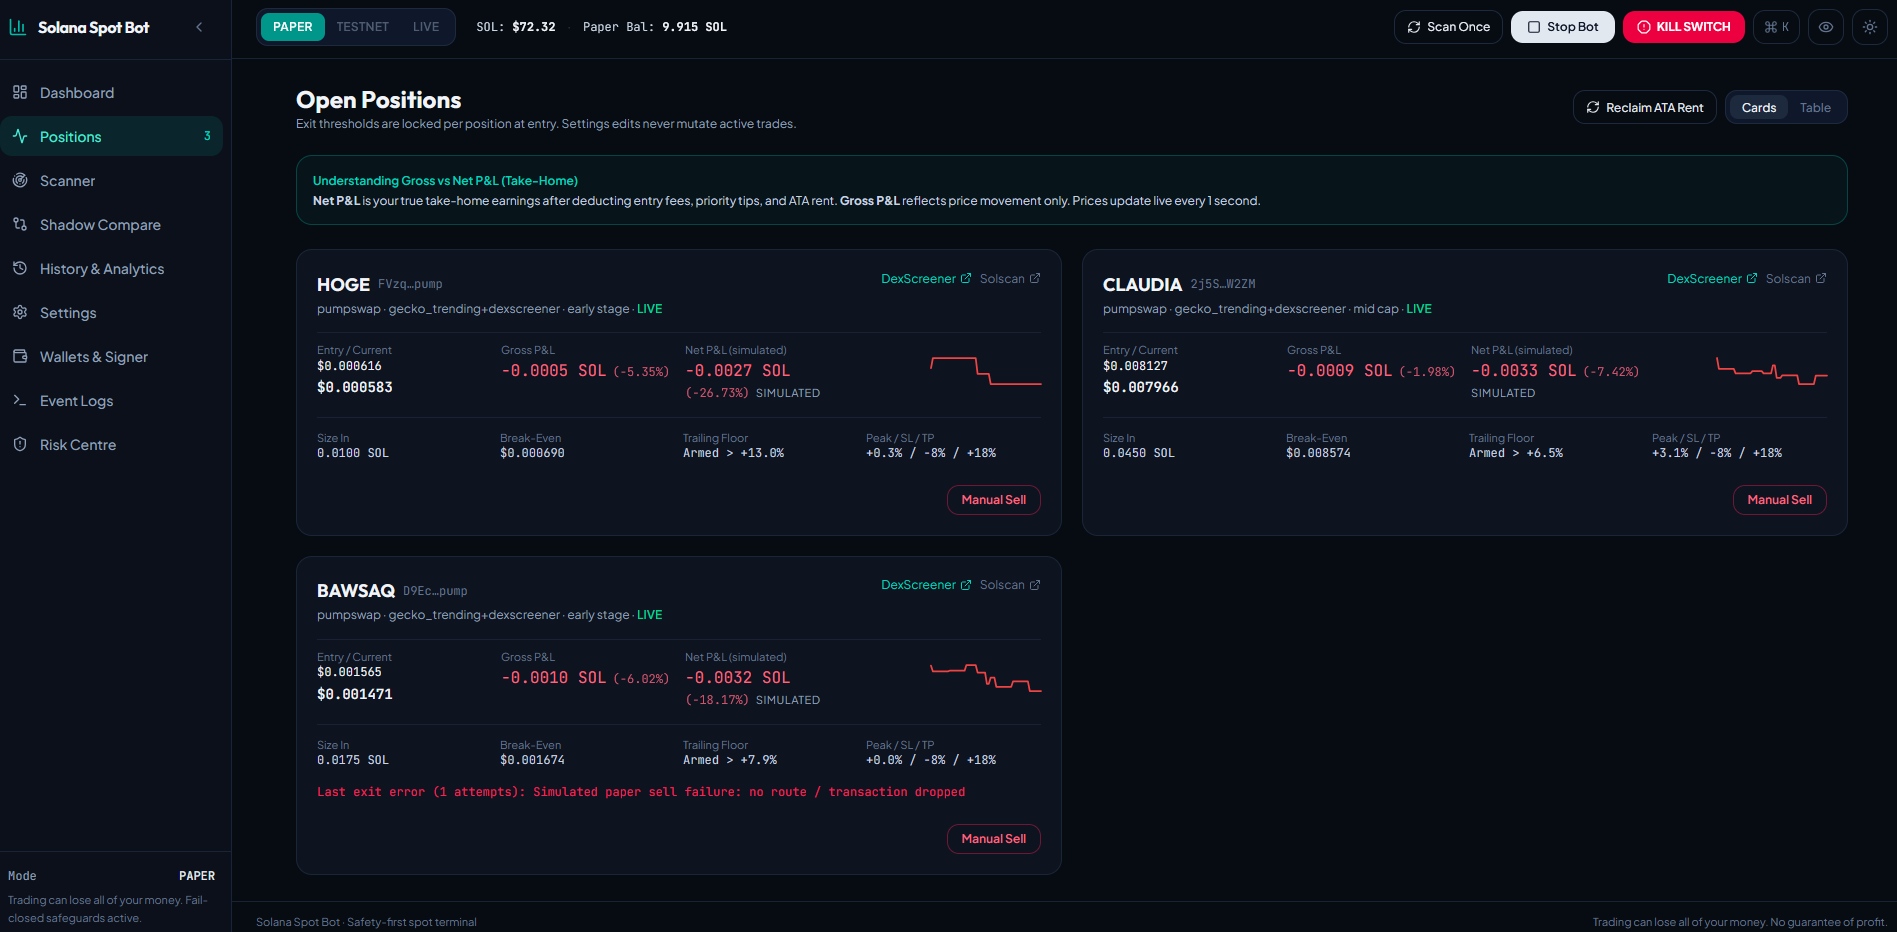 Solana Spot Bot
PAPER TESTNET LIVE
SOL: $72.32 · Paper Bal: 9.915 SOL
Scan Once
Stop Bot
KILL SWITCH
⌘ K
Dashboard
Positions 3
Scanner
Shadow Compare
History & Analytics
Settings
Wallets & Signer
Event Logs
Risk Centre
Mode PAPER
Trading can lose all of your money. Fail-
closed safeguards active.
Open Positions
Exit thresholds are locked per position at entry. Settings edits never mutate active trades.
Reclaim ATA Rent
Cards Table
Understanding Gross vs Net P&L (Take-Home)
Net P&L is your true take-home earnings after deducting entry fees, priority tips, and ATA rent. Gross P&L reflects price movement only. Prices update live every 1 second.
HOGE FVzq…pump DexScreener Solscan
pumpswap · gecko_trending+dexscreener · early stage · LIVE
Entry / Current Gross P&L Net P&L (simulated)
$0.000616
-0.0005 SOL (-5.35%) -0.0027 SOL
$0.000583
(-26.73%) SIMULATED
Size In Break-Even Trailing Floor Peak / SL / TP
0.0100 SOL $0.000690 Armed > +13.0% +0.3% / -8% / +18%
Manual Sell
CLAUDIA 2j5S…W2ZM DexScreener Solscan
pumpswap · gecko_trending+dexscreener · mid cap · LIVE
Entry / Current Gross P&L Net P&L (simulated)
$0.008127
-0.0009 SOL (-1.98%) -0.0033 SOL (-7.42%)
$0.007966
SIMULATED
Size In Break-Even Trailing Floor Peak / SL / TP
0.0450 SOL $0.008574 Armed > +6.5% +3.1% / -8% / +18%
Manual Sell
BAWSAQ D9Ec…pump DexScreener Solscan
pumpswap · gecko_trending+dexscreener · early stage · LIVE
Entry / Current Gross P&L Net P&L (simulated)
$0.001565
-0.0010 SOL (-6.02%) -0.0032 SOL
$0.001471
(-18.17%) SIMULATED
Size In Break-Even Trailing Floor Peak / SL / TP
0.0175 SOL $0.001674 Armed > +7.9% +0.0% / -8% / +18%
Last exit error (1 attempts): Simulated paper sell failure: no route / transaction dropped
Manual Sell
Solana Spot Bot · Safety-first spot terminal
Trading can lose all of your money. No guarantee of profit.